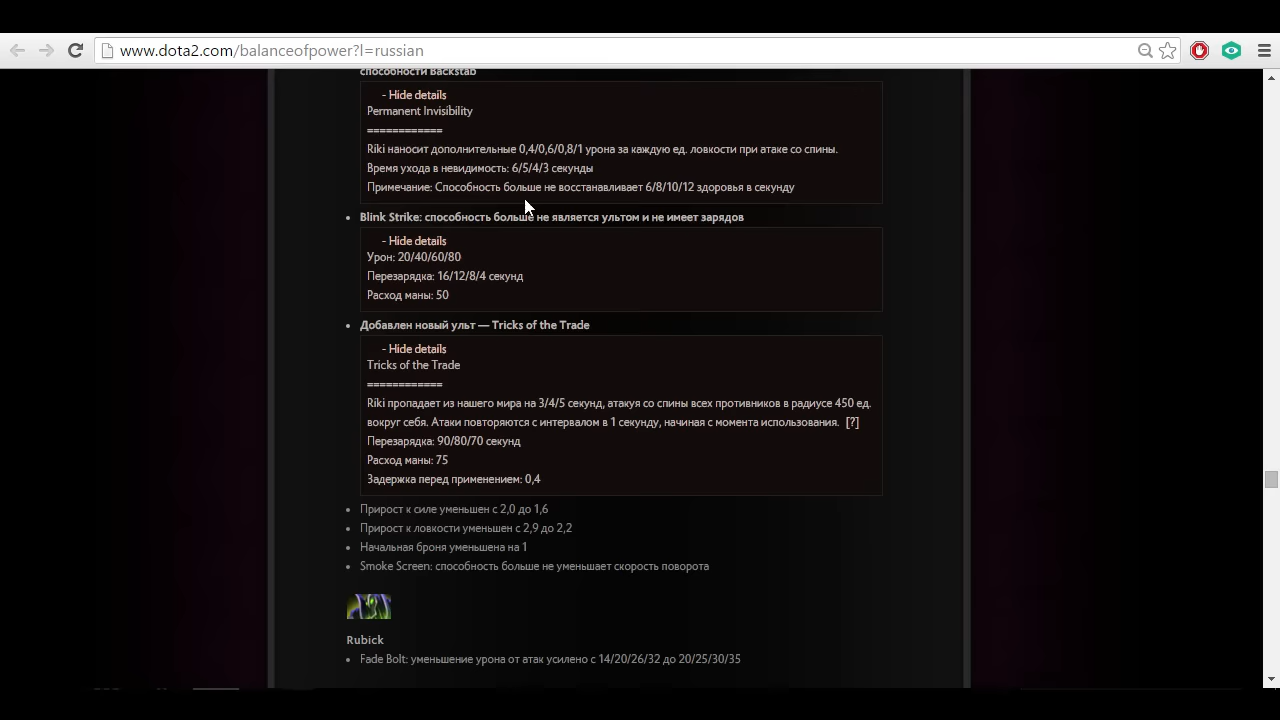 www.dota2.com/balanceofpower?l=russian
способности Backstab
- Hide details
Permanent Invisibility
============
Riki наносит дополнительные 0,4/0,6/0,8/1 урона за каждую ед. ловкости при атаке со спины.
Время ухода в невидимость: 6/5/4/3 секунды
Примечание: Способность больше не восстанавливает 6/8/10/12 здоровья в секунду
• Blink Strike: способность больше не является ультом и не имеет зарядов
- Hide details
Урон: 20/40/60/80
Перезарядка: 16/12/8/4 секунд
Расход маны: 50
• Добавлен новый ульт — Tricks of the Trade
- Hide details
Tricks of the Trade
============
Riki пропадает из нашего мира на 3/4/5 секунд, атакуя со спины всех противников в радиусе 450 ед.
вокруг себя. Атаки повторяются с интервалом в 1 секунду, начиная с момента использования. [?]
Перезарядка: 90/80/70 секунд
Расход маны: 75
Задержка перед применением: 0,4
• Прирост к силе уменьшен с 2,0 до 1,6
• Прирост к ловкости уменьшен с 2,9 до 2,2
• Начальная броня уменьшена на 1
• Smoke Screen: способность больше не уменьшает скорость поворота
Rubick
• Fade Bolt: уменьшение урона от атак усилено с 14/20/26/32 до 20/25/30/35